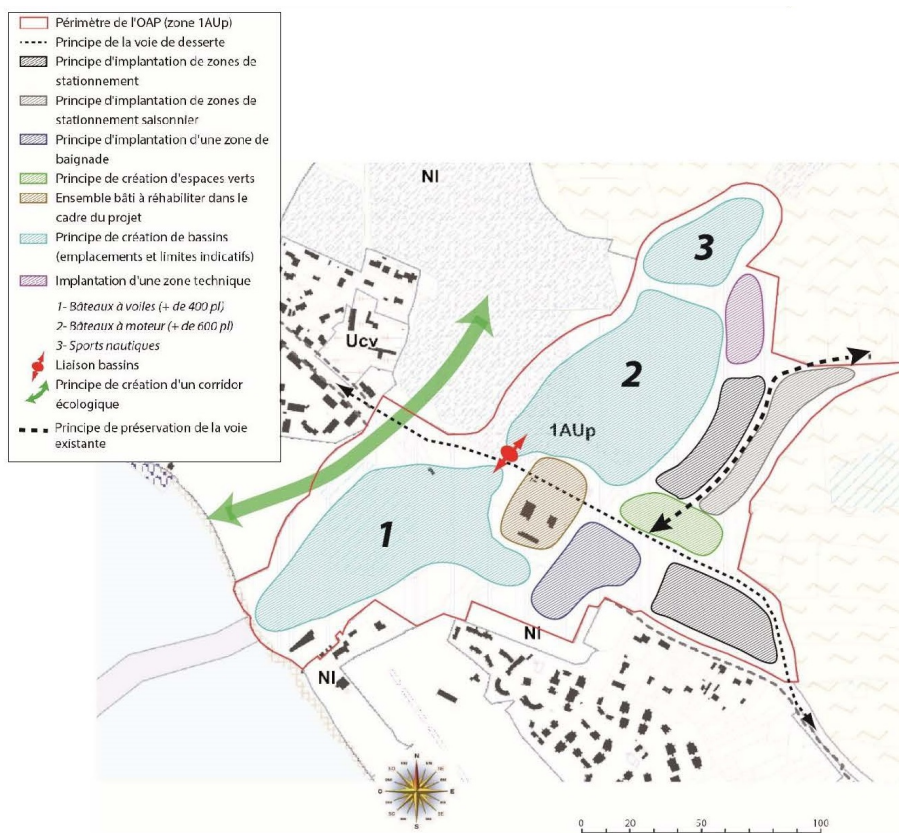 Périmètre de l'OAP (zone 1AUp)
Principe de la voie de desserte
Principe d'implantation de zones de
stationnement
Principe d'implantation de zones de
stationnement saisonnier
Principe d'implantation d'une zone de
baignade
Principe de création d'espaces verts
Ensemble bâti à réhabiliter dans le
cadre du projet
Principe de création de bassins
(emplacements et limites indicatifs)
Implantation d'une zone technique
1- Bâteaux à voiles (+ de 400 pl)
2- Bâteaux à moteur (+ de 600 pl)
3- Sports nautiques
Liaison bassins
Principe de création d'un corridor
écologique
Principe de préservation de la voie
existante
Nl
3
Ucv
2
1AUp
1
Ni
Nl
N
O
E
S
0 20 60 100